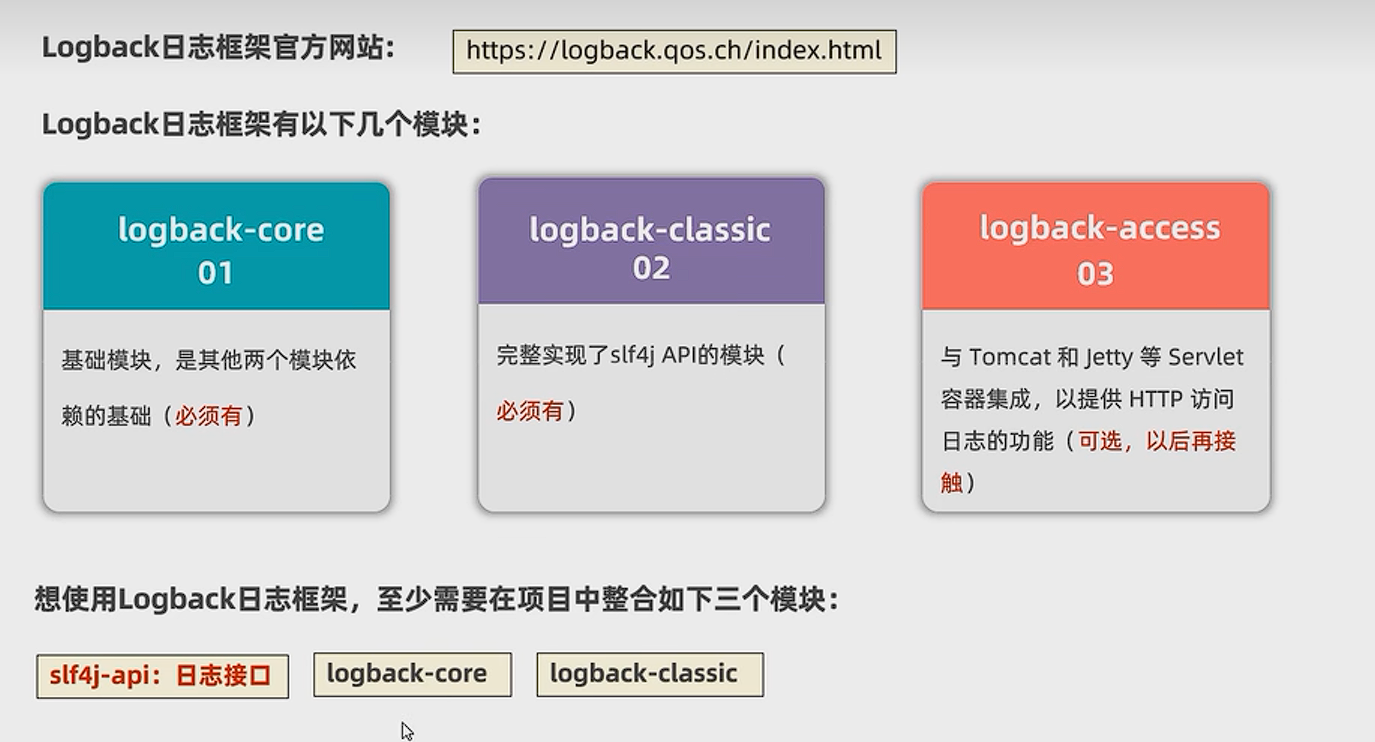 Logback日志框架官方网站： https://logback.qos.ch/index.html
Logback日志框架有以下几个模块：
logback-core
01
基础模块，是其他两个模块依
赖的基础（必须有）
logback-classic
02
完整实现了slf4j API的模块（
必须有）
logback-access
03
与 Tomcat 和 Jetty 等 Servlet
容器集成，以提供 HTTP 访问
日志的功能（可选，以后再接
触）
想使用Logback日志框架，至少需要在项目中整合如下三个模块：
slf4j-api：日志接口 logback-core logback-classic